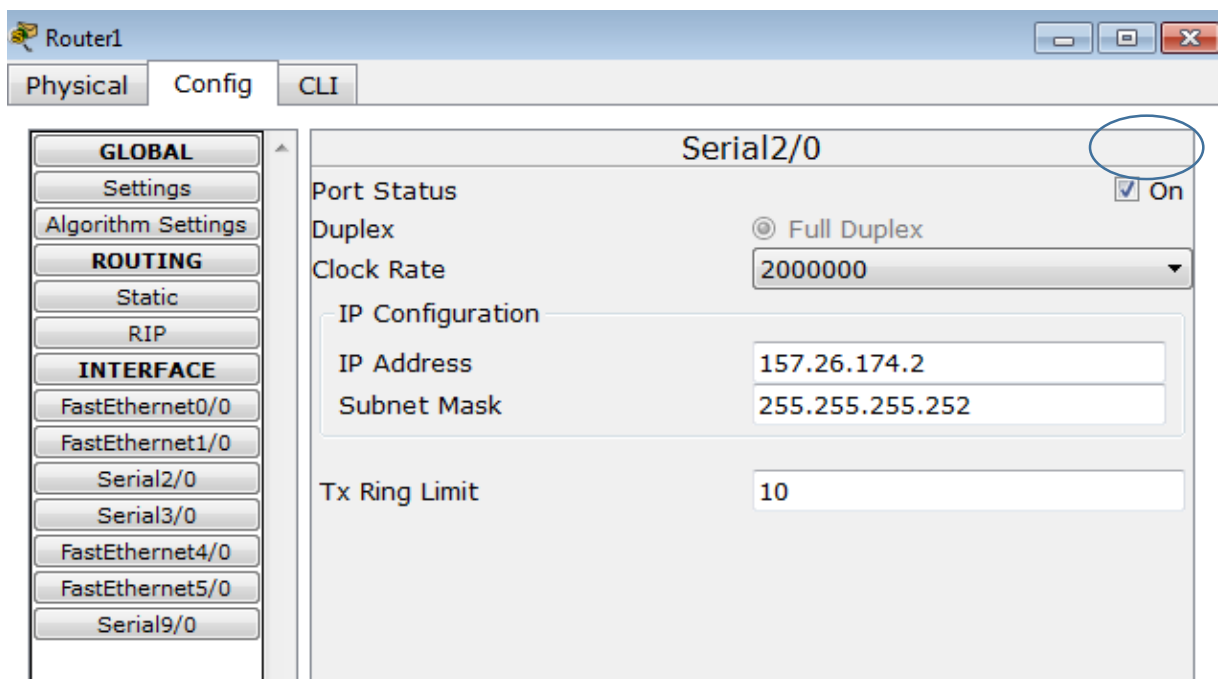 Router1
Physical Config CLI
GLOBAL
Settings
Algorithm Settings
ROUTING
Static
RIP
INTERFACE
FastEthernet0/0
FastEthernet1/0
Serial2/0
Serial3/0
FastEthernet4/0
FastEthernet5/0
Serial9/0
Serial2/0
Port Status On
Duplex Full Duplex
Clock Rate 2000000
IP Configuration
IP Address 157.26.174.2
Subnet Mask 255.255.255.252
Tx Ring Limit 10